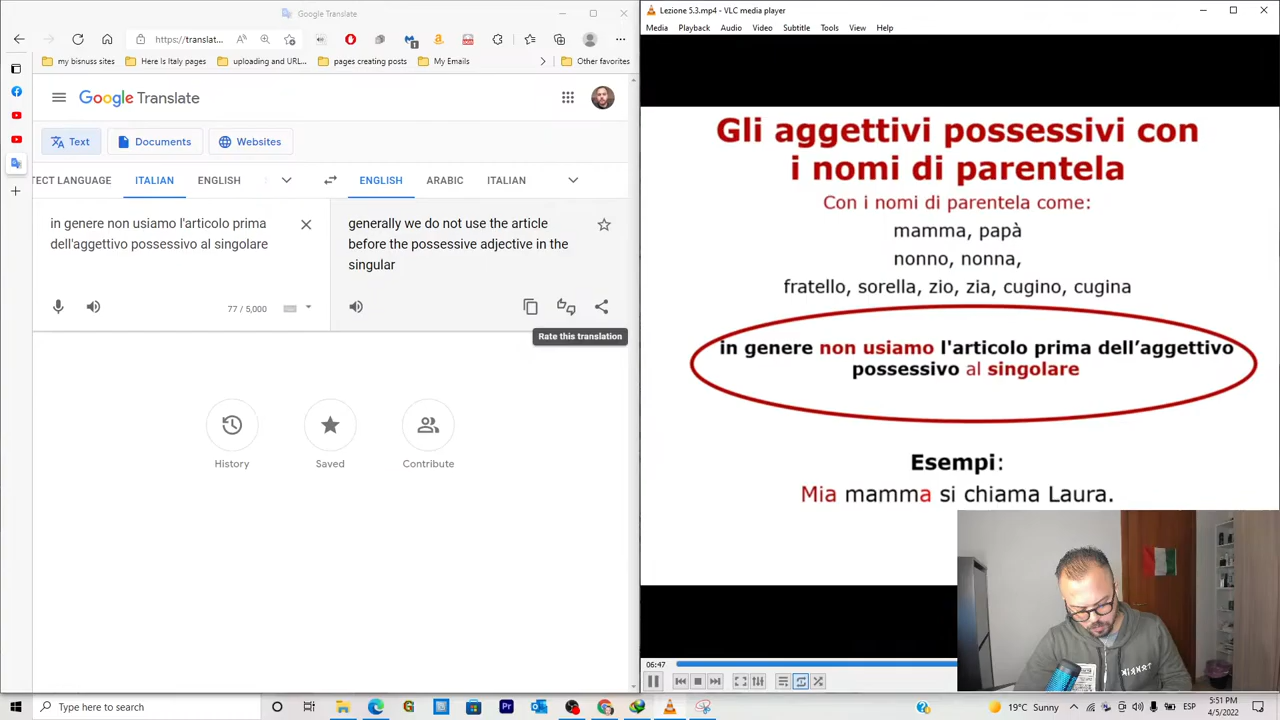 Google Translate
https://translat...
my bisnuss sites
Here Is Italy pages
uploading and URL...
pages creating posts
My Emails
Other favorites
Google Translate
Text
Documents
Websites
TECT LANGUAGE
ITALIAN
ENGLISH
ENGLISH
ARABIC
ITALIAN
in genere non usiamo l'articolo prima
dell'aggettivo possessivo al singolare
77 / 5,000
generally we do not use the article
before the possessive adjective in the
singular
Rate this translation
History
Saved
Contribute
Lezione 5.3.mp4 - VLC media player
Media Playback Audio Video Subtitle Tools View Help
Gli aggettivi possessivi con
i nomi di parentela
Con i nomi di parentela come:
mamma, papà
nonno, nonna,
fratello, sorella, zio, zia, cugino, cugina
in genere non usiamo l'articolo prima dell’aggettivo
possessivo al singolare
Esempi:
Mia mamma si chiama Laura.
06:47
Type here to search
19°C Sunny
ESP
5:51 PM
4/5/2022